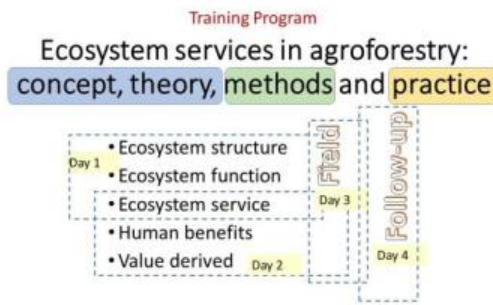 Training Program
Ecosystem services in agroforestry:
concept, theory, methods and practice
• Ecosystem structure
Day 1
• Ecosystem function
• Ecosystem service
• Human benefits
• Value derived
Day 2
Field
Day 3
Follow-up
Day 4